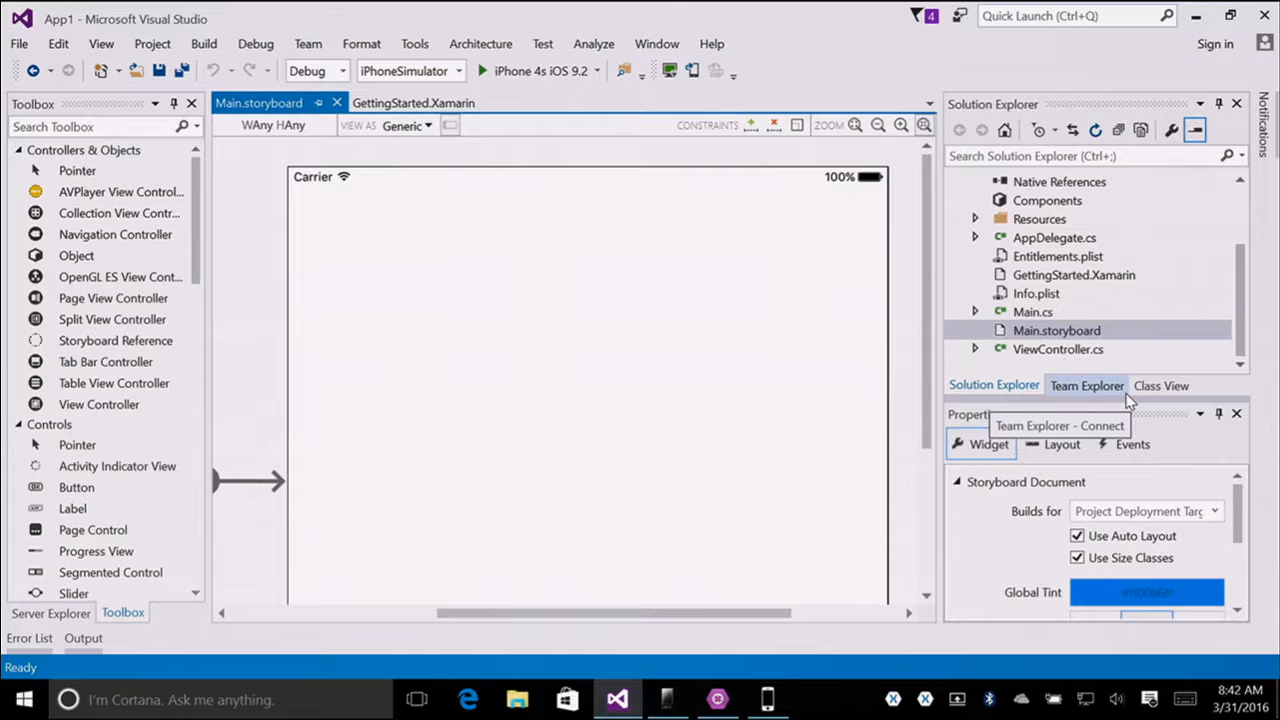 App1 - Microsoft Visual Studio
4
Quick Launch (Ctrl+Q)
File Edit View Project Build Debug Team Format Tools Architecture Test Analyze Window Help
Sign in
Debug iPhoneSimulator iPhone 4s iOS 9.2
Toolbox
Search Toolbox
Controllers & Objects
Pointer
AVPlayer View Control...
Collection View Contr...
Navigation Controller
Object
OpenGL ES View Cont...
Page View Controller
Split View Controller
Storyboard Reference
Tab Bar Controller
Table View Controller
View Controller
Controls
Pointer
Activity Indicator View
Button
Label
Page Control
Progress View
Segmented Control
Slider
Server Explorer Toolbox
Error List Output
Main.storyboard GettingStarted.Xamarin
WAny HAny VIEW AS Generic CONSTRAINTS ZOOM
Carrier 100%
Solution Explorer
Search Solution Explorer (Ctrl+;)
Native References
Components
Resources
AppDelegate.cs
Entitlements.plist
GettingStarted.Xamarin
Info.plist
Main.cs
Main.storyboard
ViewController.cs
Solution Explorer Team Explorer Class View
Team Explorer - Connect
Widget Layout Events
Storyboard Document
Builds for Project Deployment Targ
Use Auto Layout
Use Size Classes
Global Tint
Notifications
Ready
I'm Cortana. Ask me anything.
8:42 AM
3/31/2016